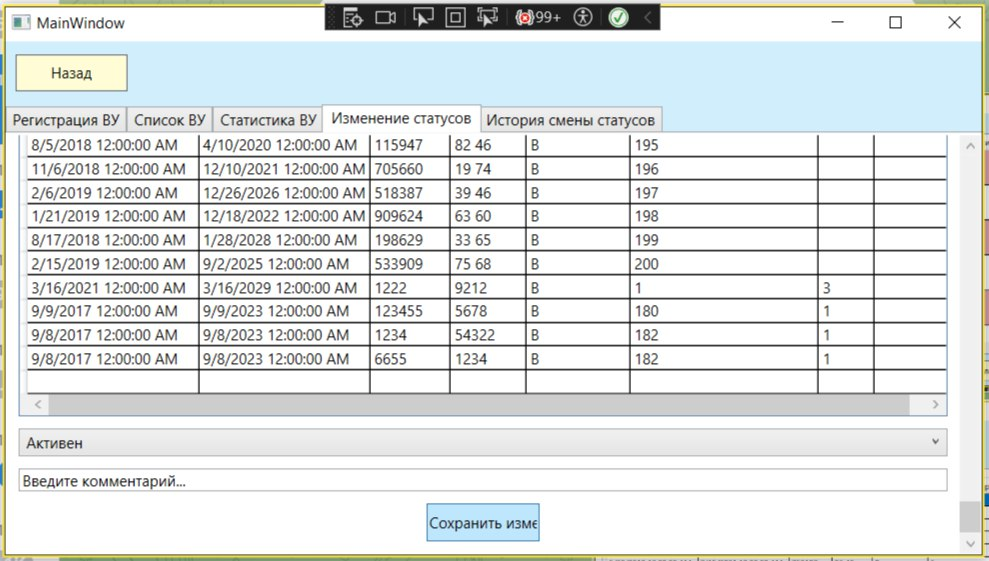 MainWindow
99+
Назад
Регистрация ВУ Список ВУ Статистика ВУ Изменение статусов История смены статусов
8/5/2018 12:00:00 AM 4/10/2020 12:00:00 AM 115947 82 46 B 195
11/6/2018 12:00:00 AM 12/10/2021 12:00:00 AM 705660 19 74 B 196
2/6/2019 12:00:00 AM 12/26/2026 12:00:00 AM 518387 39 46 B 197
1/21/2019 12:00:00 AM 12/18/2022 12:00:00 AM 909624 63 60 B 198
8/17/2018 12:00:00 AM 1/28/2028 12:00:00 AM 198629 33 65 B 199
2/15/2019 12:00:00 AM 9/2/2025 12:00:00 AM 533909 75 68 B 200
3/16/2021 12:00:00 AM 3/16/2029 12:00:00 AM 1222 9212 B 1 3
9/9/2017 12:00:00 AM 9/9/2023 12:00:00 AM 123455 5678 B 180 1
9/8/2017 12:00:00 AM 9/8/2023 12:00:00 AM 1234 54322 B 182 1
9/8/2017 12:00:00 AM 9/8/2023 12:00:00 AM 6655 1234 B 182 1
Активен
Введите комментарий...
Сохранить изме